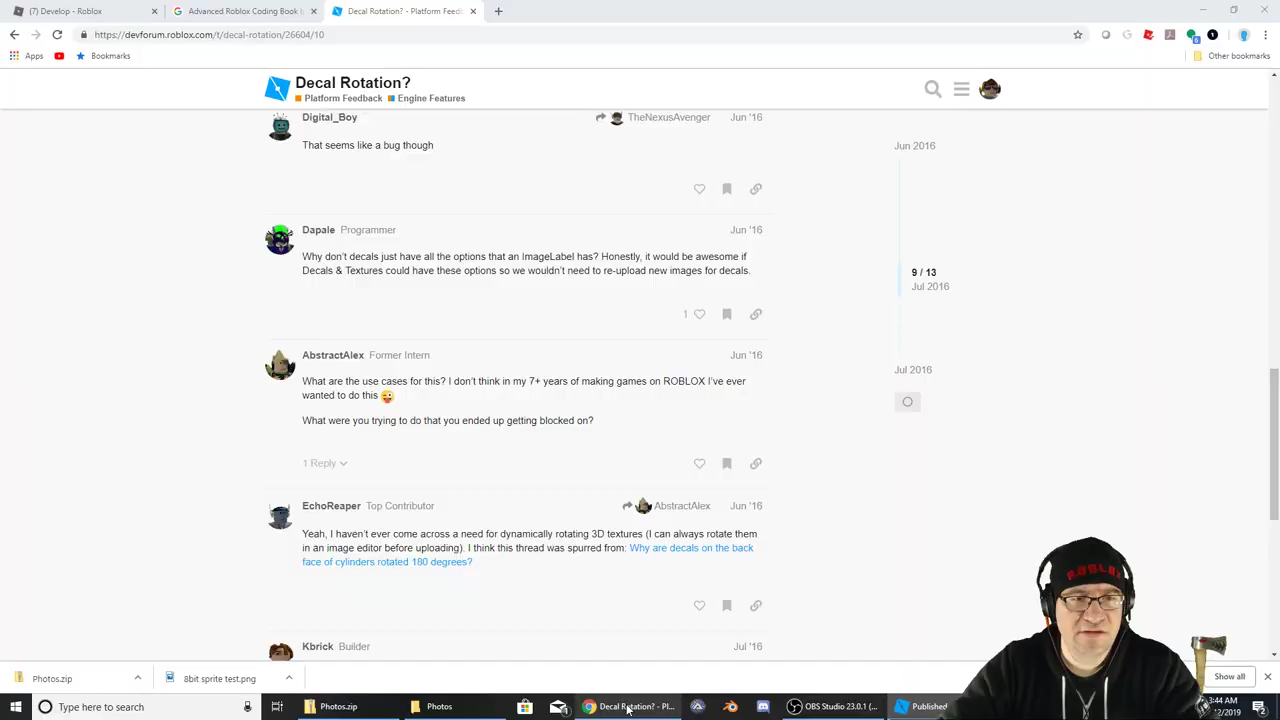 (7) Develop - Roblox
Advanced Roblox Coding Book (
Decal Rotation? - Platform Feedb
https://devforum.roblox.com/t/decal-rotation/26604/10
Apps
Bookmarks
Other bookmarks
Decal Rotation?
Platform Feedback Engine Features
Digital_Boy TheNexusAvenger Jun '16
That seems like a bug though
Dapale Programmer Jun '16
Why don't decals just have all the options that an ImageLabel has? Honestly, it would be awesome if
Decals & Textures could have these options so we wouldn't need to re-upload new images for decals.
1
AbstractAlex Former Intern Jun '16
What are the use cases for this? I don't think in my 7+ years of making games on ROBLOX I've ever
wanted to do this
What were you trying to do that you ended up getting blocked on?
1 Reply
EchoReaper Top Contributor AbstractAlex Jun '16
Yeah, I haven't ever come across a need for dynamically rotating 3D textures (I can always rotate them
in an image editor before uploading). I think this thread was spurred from: Why are decals on the back
face of cylinders rotated 180 degrees?
Kbrick Builder Jul '16
Jun 2016
9 / 13
Jul 2016
Jul 2016
ROBLOX
Photos.zip
8bit sprite test.png
Show all
Type here to search
Photos.zip
Photos
Decal Rotation? - Pl...
OBS Studio 23.0.1 (...
Published
3:44 AM